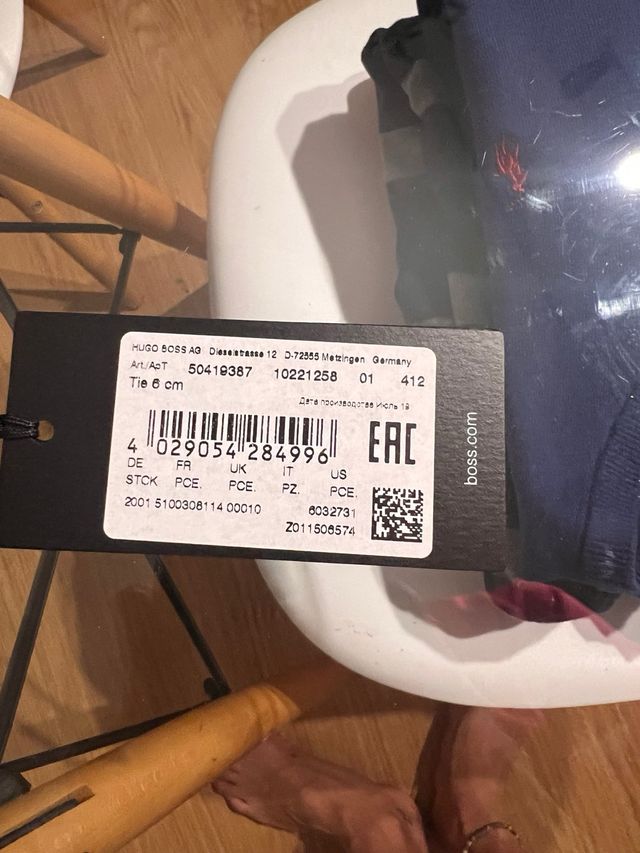 HUGO BOSS AG Dieselstrasse 12 D-72555 Metzingen Germany
Art./Apт 50419387 10221258 01 412
Tie 6 cm
Дата производства Июль 19
4 029054 284996
EAC
DE FR UK IT US
STCK PCE. PCE. PZ. PCE.
2001 5100306114 00010 6032731
Z011506574
boss.com